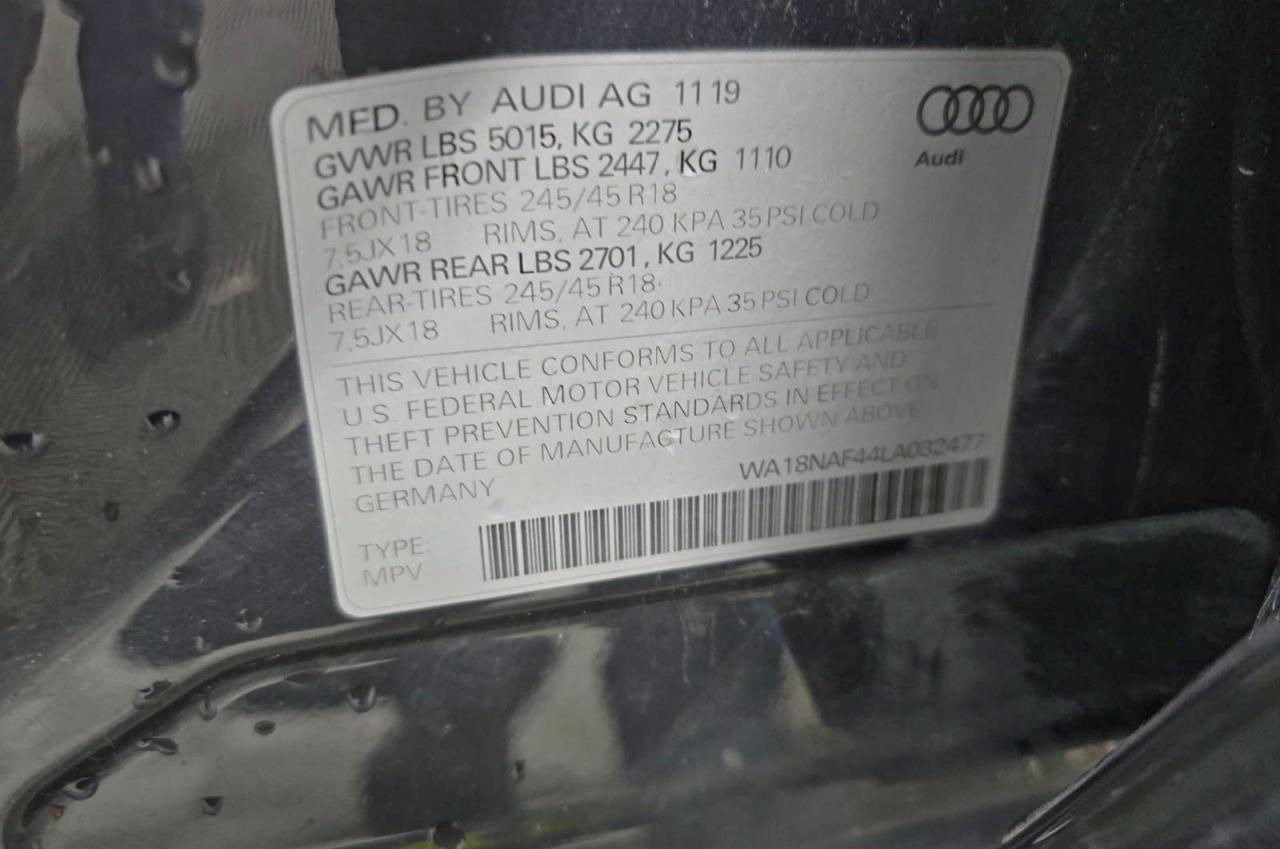 MFD. BY AUDI AG 1119
Audi
GVWR LBS 5015, KG 2275
GAWR FRONT LBS 2447, KG 1110
FRONT-TIRES 245/45 R18
7.5JX18 RIMS. AT 240 KPA 35 PSI COLD
GAWR REAR LBS 2701, KG 1225
REAR-TIRES 245/45 R18
7.5JX18 RIMS. AT 240 KPA 35 PSI COLD
THIS VEHICLE CONFORMS TO ALL APPLICABLE
U.S. FEDERAL MOTOR VEHICLE SAFETY AND
THEFT PREVENTION STANDARDS IN EFFECT ON
THE DATE OF MANUFACTURE SHOWN ABOVE.
GERMANY
WA18NAF44LA032477
TYPE:
MPV